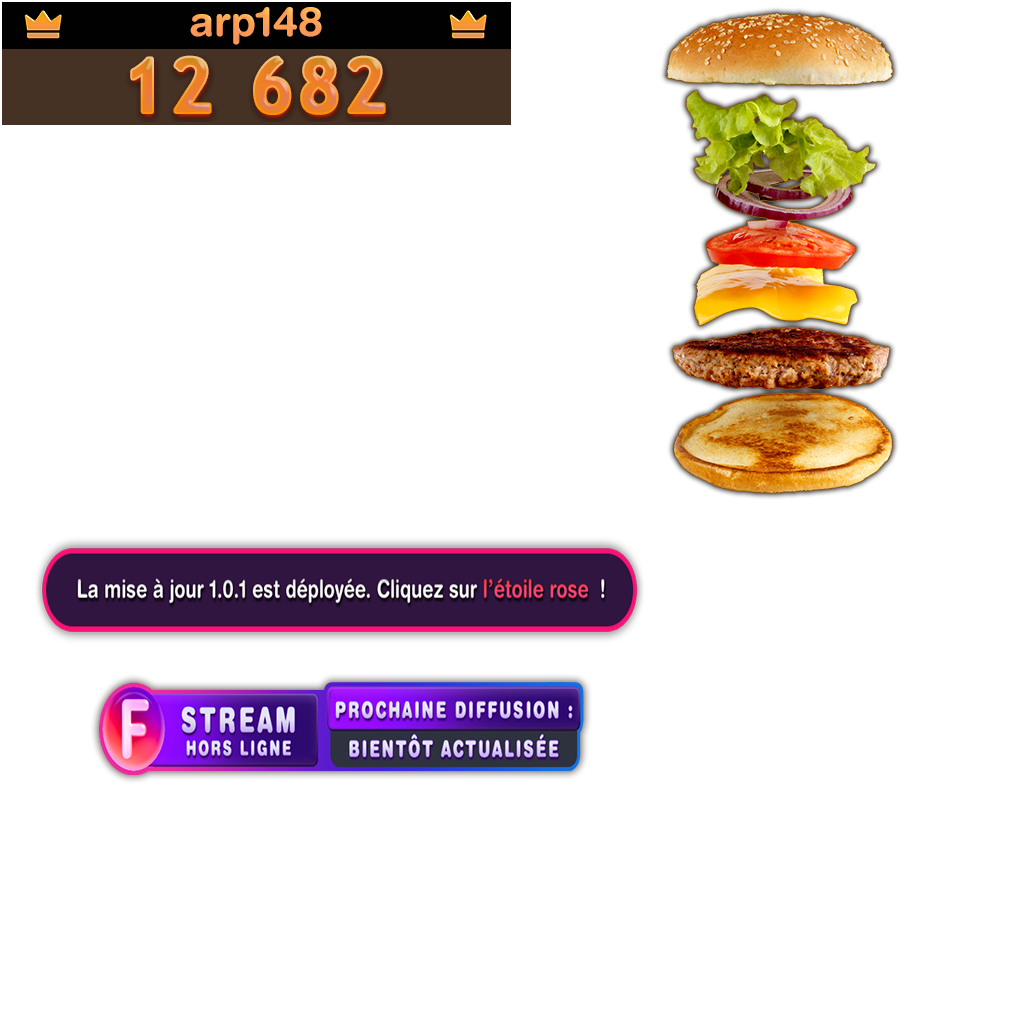 arp148
12 682
La mise à jour 1.0.1 est déployée. Cliquez sur l'étoile rose !
F
STREAM
HORS LIGNE
PROCHAINE DIFFUSION :
BIENTÔT ACTUALISÉE